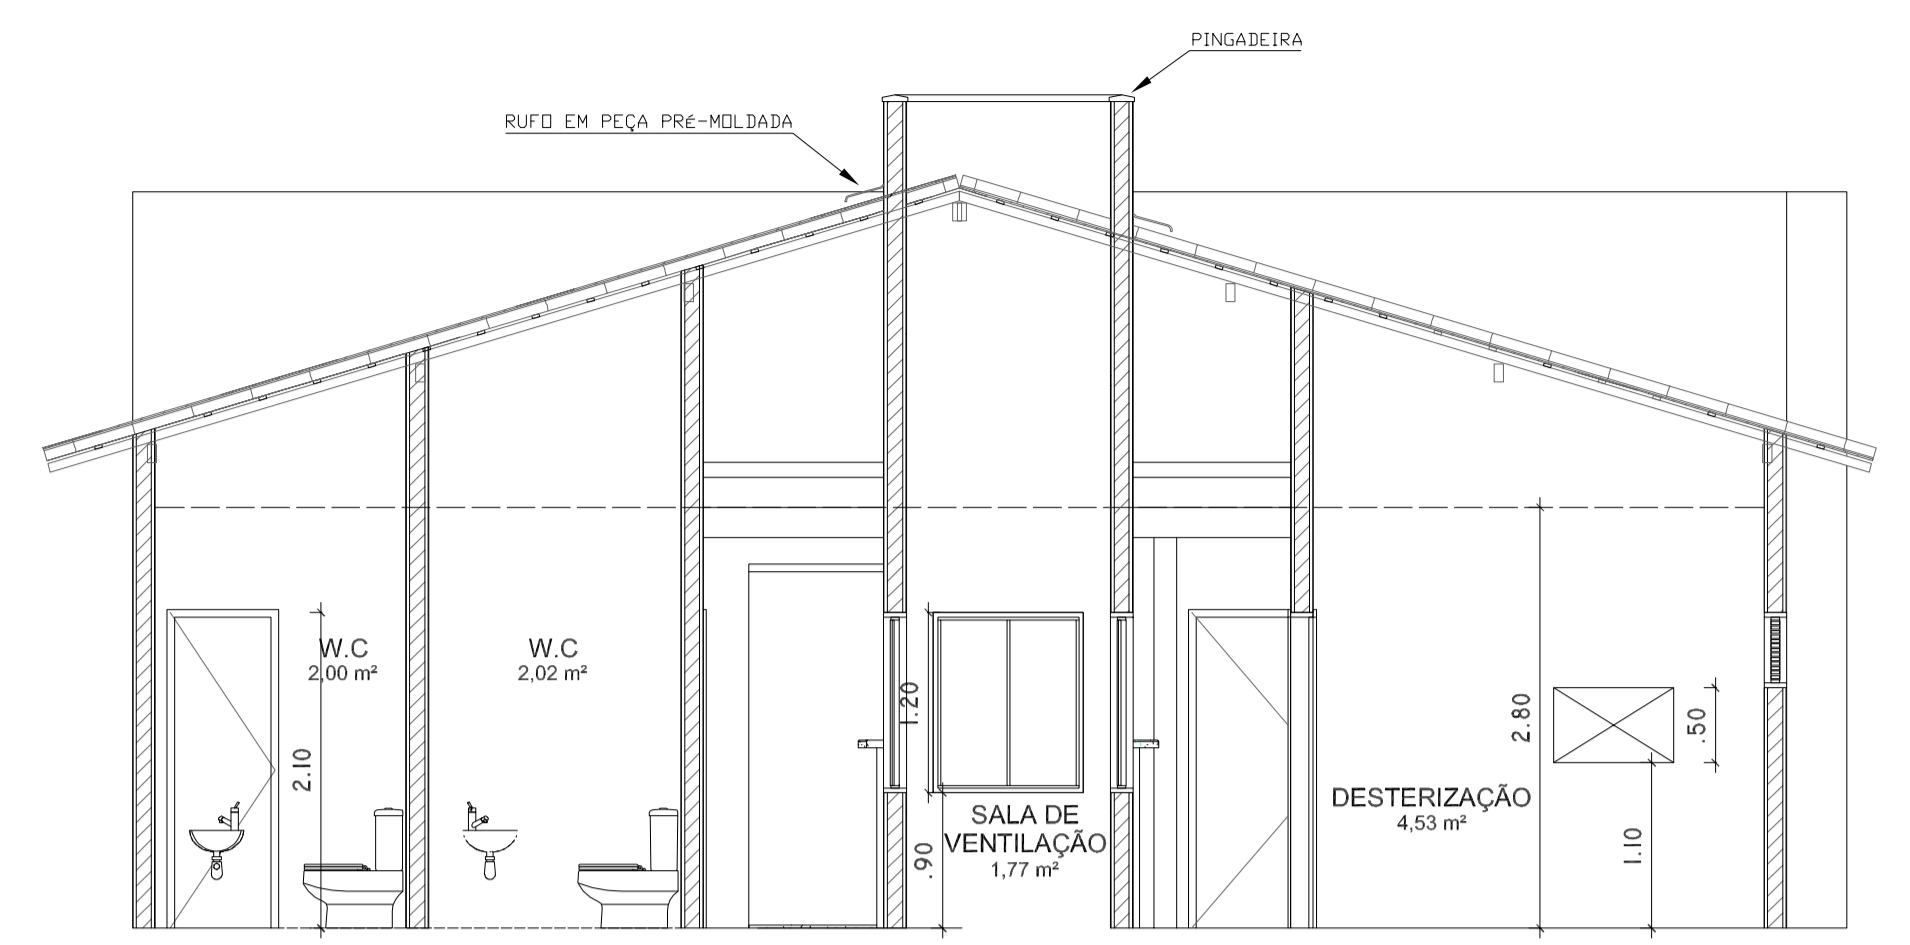 PINGADEIRA
RUFO EM PEÇA PRÉ-MOLDADA
W.C
2,00 m²
W.C
2,02 m²
2.10
1.20
.90
SALA DE
VENTILAÇÃO
1,77 m²
2.80
DESTERIZAÇÃO
4,53 m²
.50
1.10